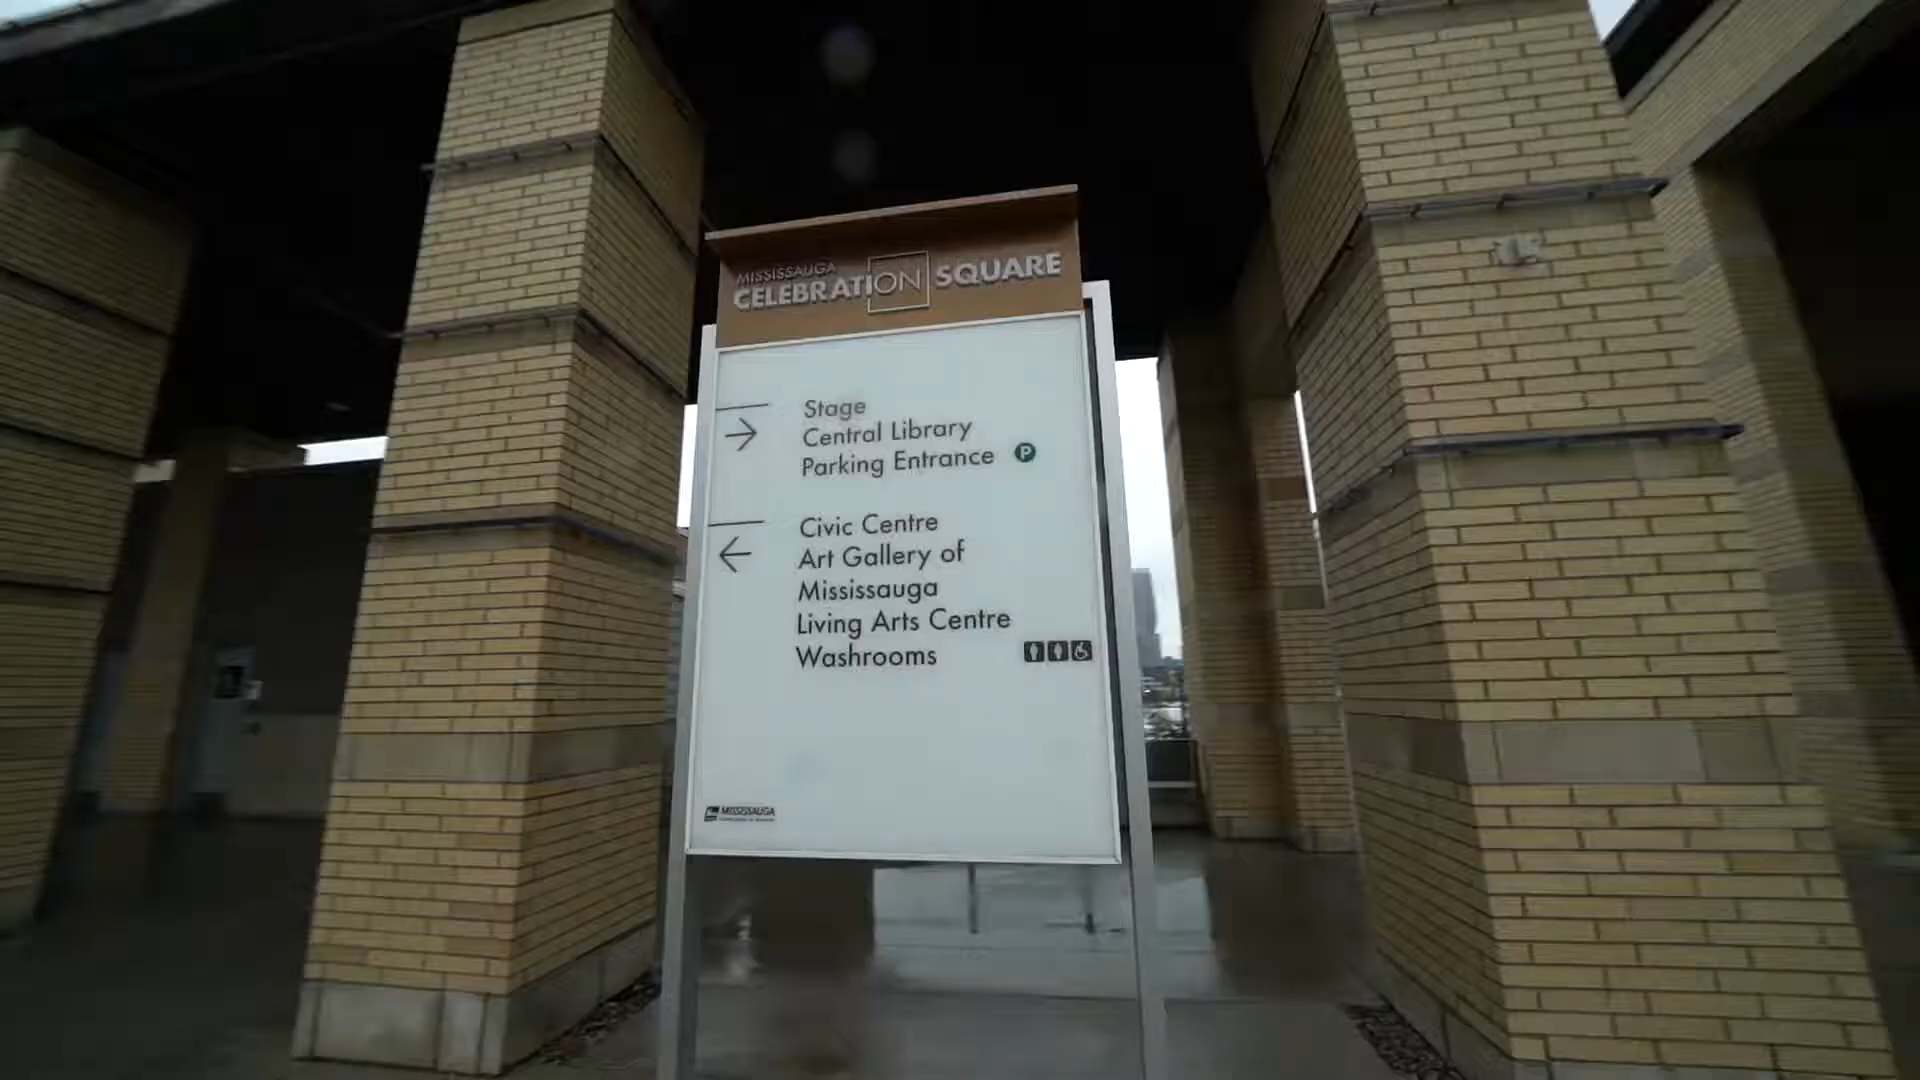 MISSISSAUGA
CELEBRATION SQUARE
Stage
Central Library
Parking Entrance P
Civic Centre
Art Gallery of
Mississauga
Living Arts Centre
Washrooms
MISSISSAUGA